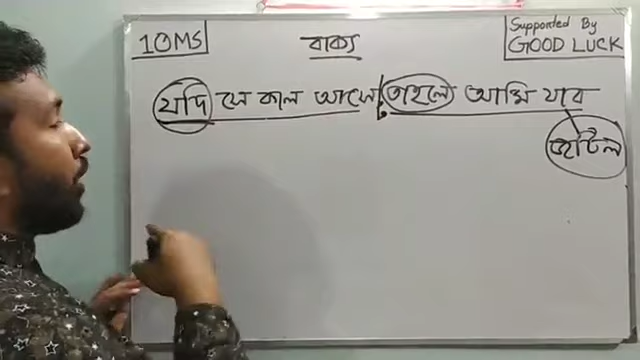 10MS
বাক্য
Supported By
GOOD LUCK
যদি সে কাল আসে, তাহলে আমি যাব
জটিল